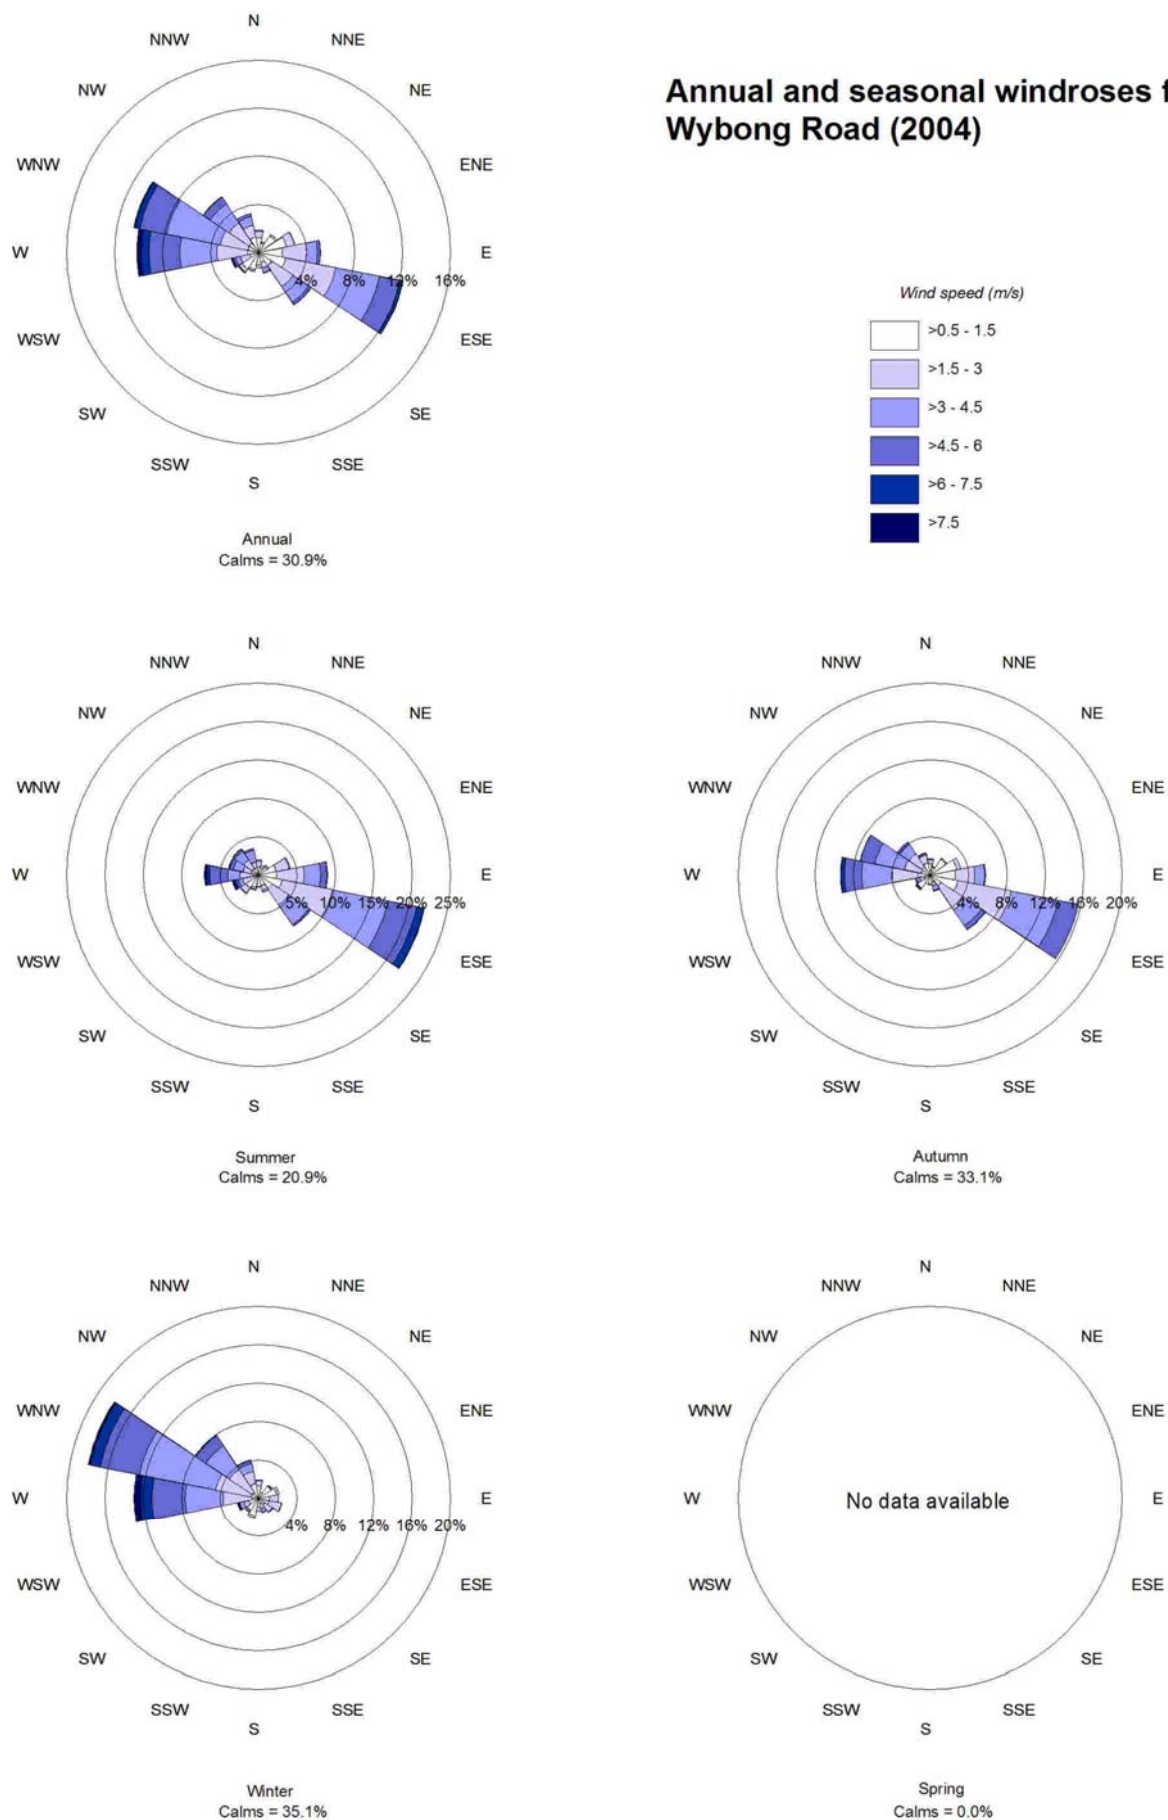 Annual and seasonal windroses
Wybong Road (2004)
N
NNW NNE
NW NE
WNW ENE
W E
4% 8% 12% 16%
WSW ESE
SW SE
SSW SSE
S
Annual
Calms = 30.9%
Wind speed (m/s)
>0.5 - 1.5
>1.5 - 3
>3 - 4.5
>4.5 - 6
>6 - 7.5
>7.5
N
NNW NNE
NW NE
WNW ENE
W E
5% 10% 15% 20% 25%
WSW ESE
SW SE
SSW SSE
S
Summer
Calms = 20.9%
N
NNW NNE
NW NE
WNW ENE
W E
4% 8% 12% 16% 20%
WSW ESE
SW SE
SSW SSE
S
Autumn
Calms = 33.1%
N
NNW NNE
NW NE
WNW ENE
W E
4% 8% 12% 16% 20%
WSW ESE
SW SE
SSW SSE
S
Winter
Calms = 35.1%
N
NNW NNE
NW NE
WNW ENE
W E
No data available
WSW ESE
SW SE
SSW SSE
S
Spring
Calms = 0.0%